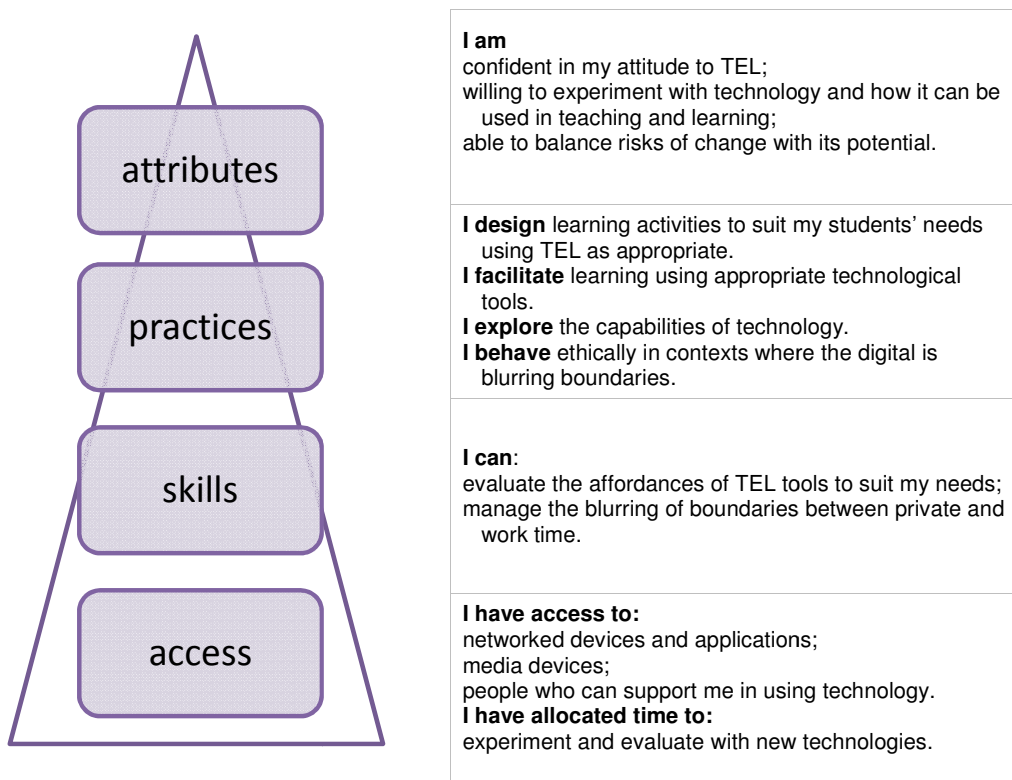 attributes
I am
confident in my attitude to TEL;
willing to experiment with technology and how it can be
used in teaching and learning;
able to balance risks of change with its potential.
practices
I design learning activities to suit my students’ needs
using TEL as appropriate.
I facilitate learning using appropriate technological
tools.
I explore the capabilities of technology.
I behave ethically in contexts where the digital is
blurring boundaries.
skills
I can:
evaluate the affordances of TEL tools to suit my needs;
manage the blurring of boundaries between private and
work time.
access
I have access to:
networked devices and applications;
media devices;
people who can support me in using technology.
I have allocated time to:
experiment and evaluate with new technologies.